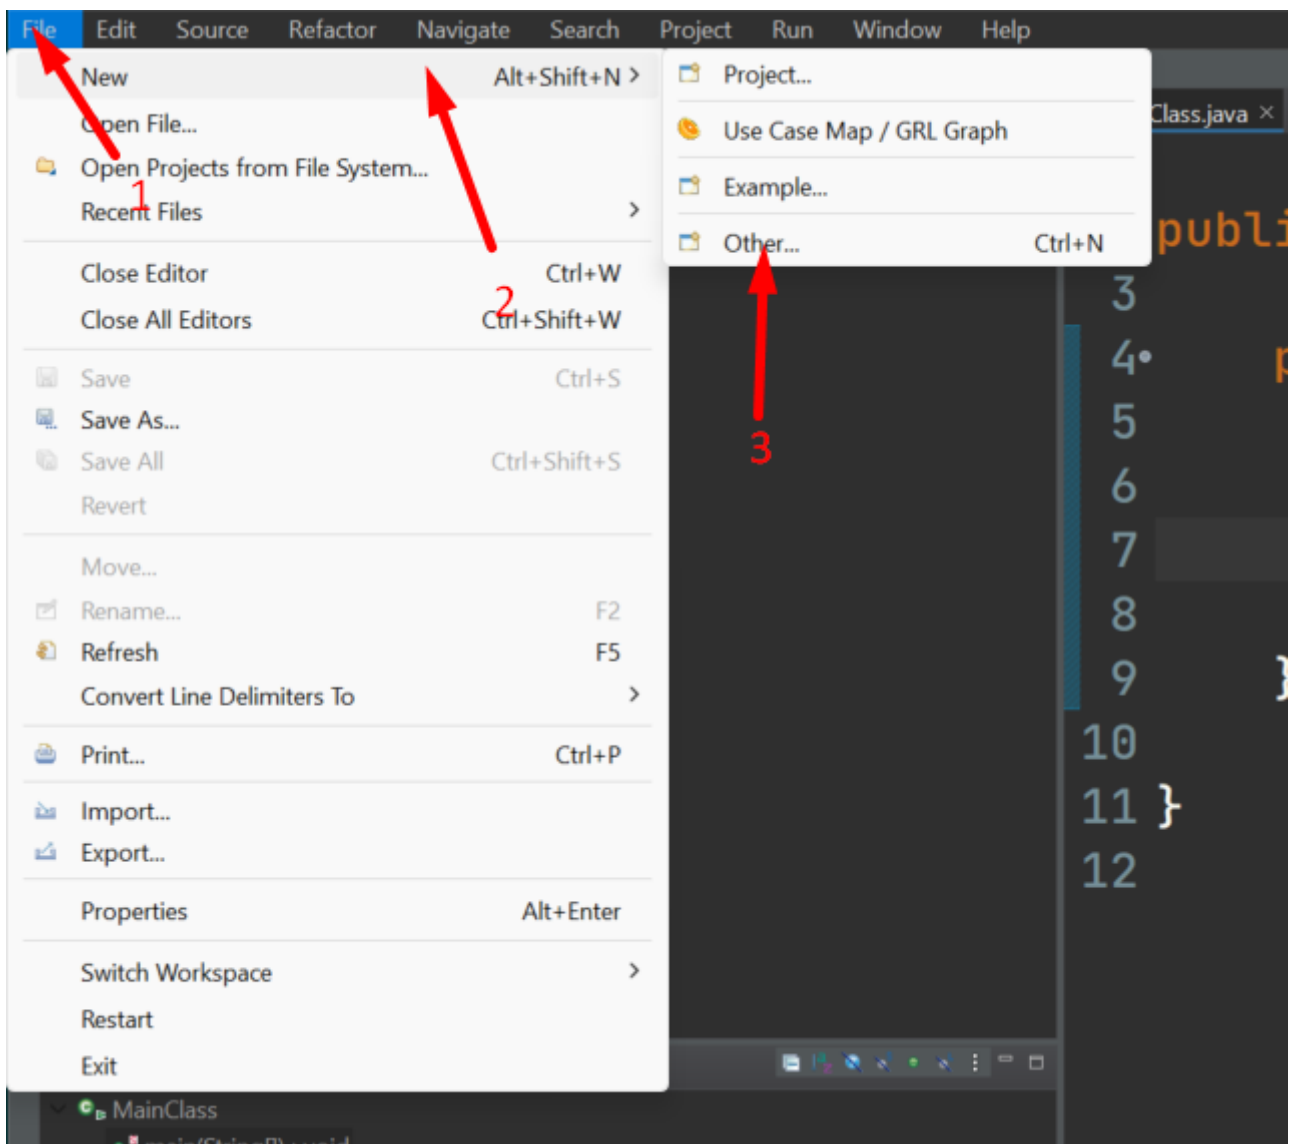 File Edit Source Refactor Navigate Search Project Run Window Help
New Alt+Shift+N
Open File...
Open Projects from File System...
1
Recent Files
Close Editor Ctrl+W
2
Close All Editors Ctrl+Shift+W
Save Ctrl+S
Save As...
Save All Ctrl+Shift+S
Revert
Move...
Rename... F2
Refresh F5
Convert Line Delimiters To
Print... Ctrl+P
Import...
Export...
Properties Alt+Enter
Switch Workspace
Restart
Exit
Project...
Use Case Map / GRL Graph
Example...
Other... Ctrl+N
3
Class.java
publi
3
4 p
5
6
7
8
9 }
10
11 }
12
MainClass
main(String[]) : void